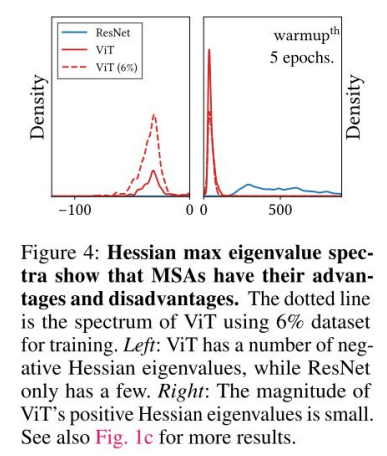 ResNet
ViT
ViT (6%)
warmupth
5 epochs.
Density
Density
−100
0
0
500
Figure 4: Hessian max eigenvalue spec-
tra show that MSAs have their advan-
tages and disadvantages. The dotted line
is the spectrum of ViT using 6% dataset
for training. Left: ViT has a number of neg-
ative Hessian eigenvalues, while ResNet
only has a few. Right: The magnitude of
ViT's positive Hessian eigenvalues is small.
See also Fig. 1c for more results.